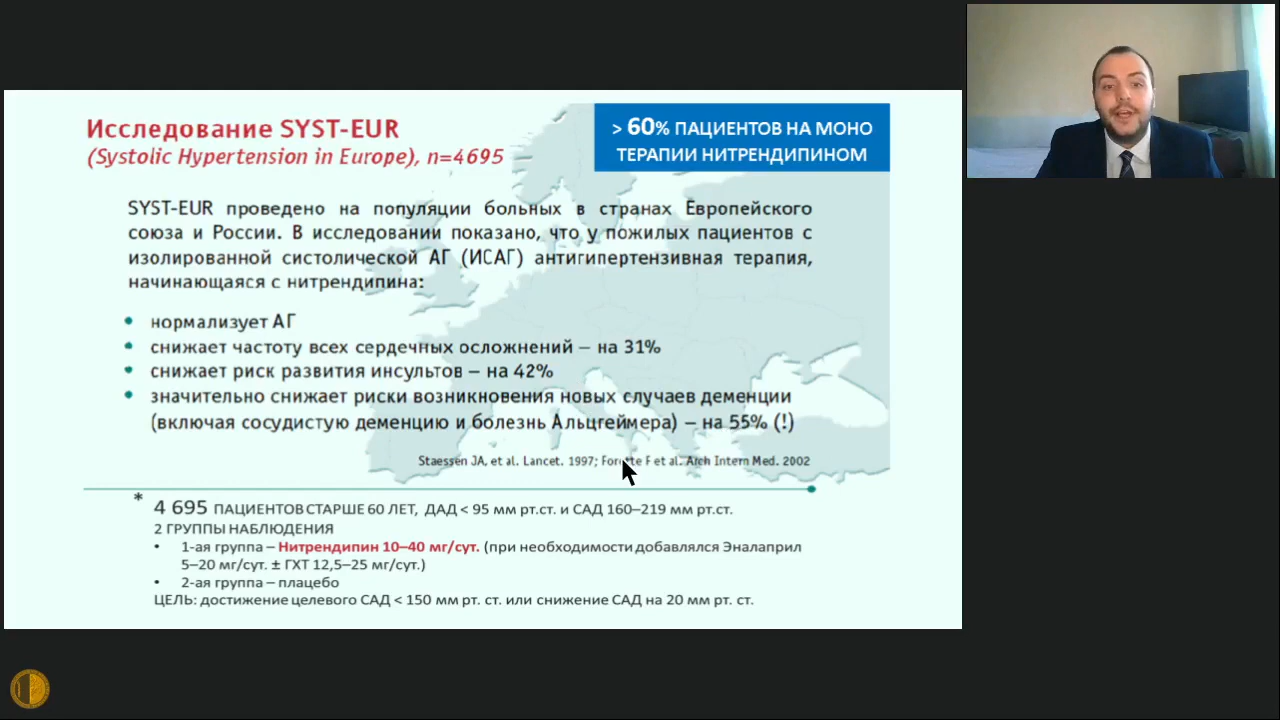 Исследование SYST-EUR
(Systolic Hypertension in Europe), n=4695
> 60% ПАЦИЕНТОВ НА МОНО
ТЕРАПИИ НИТРЕНДИПИНОМ
SYST-EUR проведено на популяции больных в странах Европейского
союза и России. В исследовании показано, что у пожилых пациентов с
изолированной систолической АГ (ИСАГ) антигипертензивная терапия,
начинающаяся с нитрендипина:
• нормализует АГ
• снижает частоту всех сердечных осложнений – на 31%
• снижает риск развития инсультов – на 42%
• значительно снижает риски возникновения новых случаев деменции
(включая сосудистую деменцию и болезнь Альцгеймера) – на 55% (!)
Staessen JA, et al. Lancet. 1997; F et al. Arch Intern Med. 2002
* 4 695 ПАЦИЕНТОВ СТАРШЕ 60 ЛЕТ, ДАД < 95 мм рт.ст. и САД 160–219 мм рт.ст.
2 ГРУППЫ НАБЛЮДЕНИЯ
• 1-ая группа – Нитрендипин 10–40 мг/сут. (при необходимости добавлялся Эналаприл
5–20 мг/сут. ± ГХТ 12,5–25 мг/сут.)
• 2-ая группа – плацебо
ЦЕЛЬ: достижение целевого САД < 150 мм рт. ст. или снижение САД на 20 мм рт. ст.